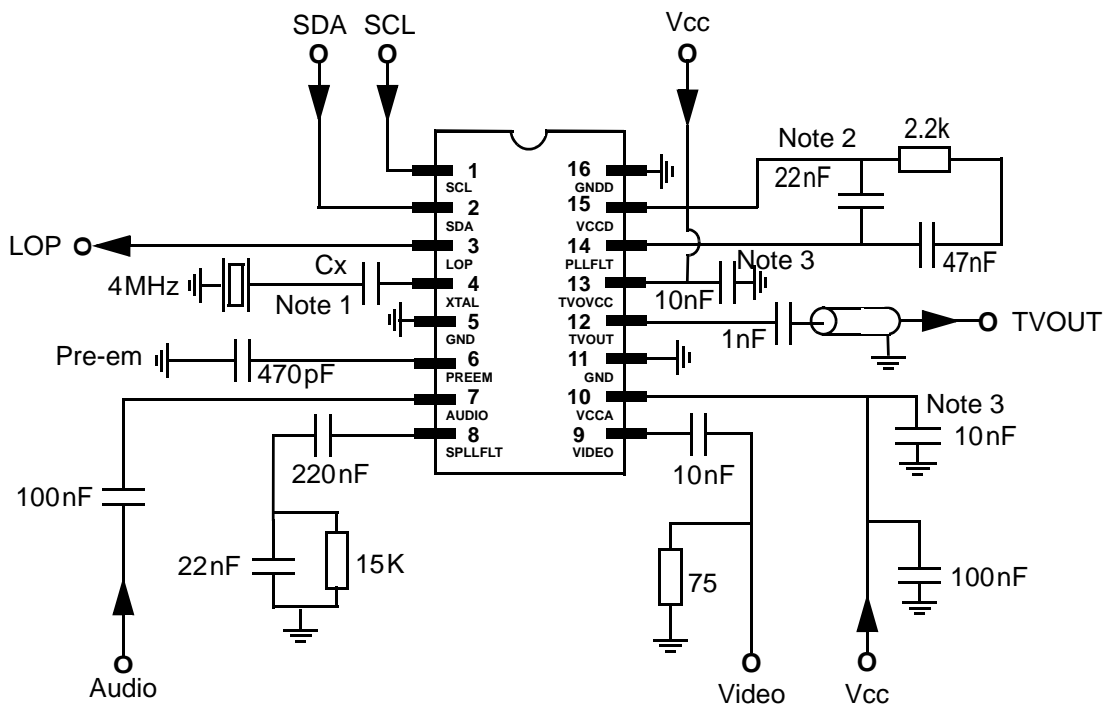 SDA SCL Vcc
Note 2 2.2k
22nF
1 16
SCL GNDD
2 15
SDA VCCD
LOP 3 14 47nF
LOP PLLFLT
Note 3
4MHz Cx 4 13 10nF
Note 1 XTAL TVOVCC
5 12 1nF TVOUT
GND TVOUT
Pre-em 470pF 6 11
PREEM GND
7 10 Note 3
AUDIO VCCA
220nF 8 9 10nF 10nF
SPLLFLT VIDEO
100nF
22nF 15K 75 100nF
Audio Video Vcc